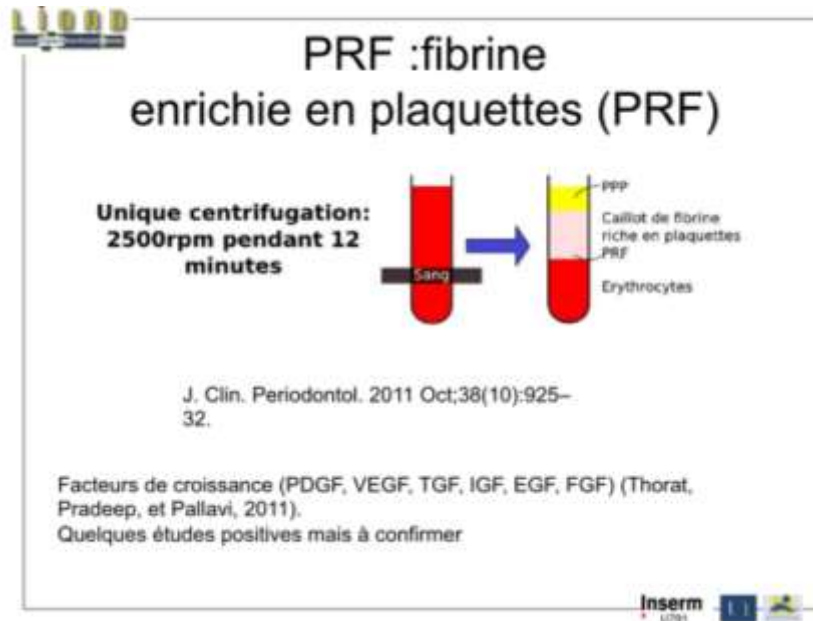 LiOAD
PRF :fibrine
enrichie en plaquettes (PRF)
Unique centrifugation:
2500rpm pendant 12
minutes
Sang
PPP
Caillot de fibrine
riche en plaquettes
PRF
Erythrocytes
J. Clin. Periodontol. 2011 Oct;38(10):925–
32.
Facteurs de croissance (PDGF, VEGF, TGF, IGF, EGF, FGF) (Thorat,
Pradeep, et Pallavi, 2011).
Quelques études positives mais à confirmer
Inserm